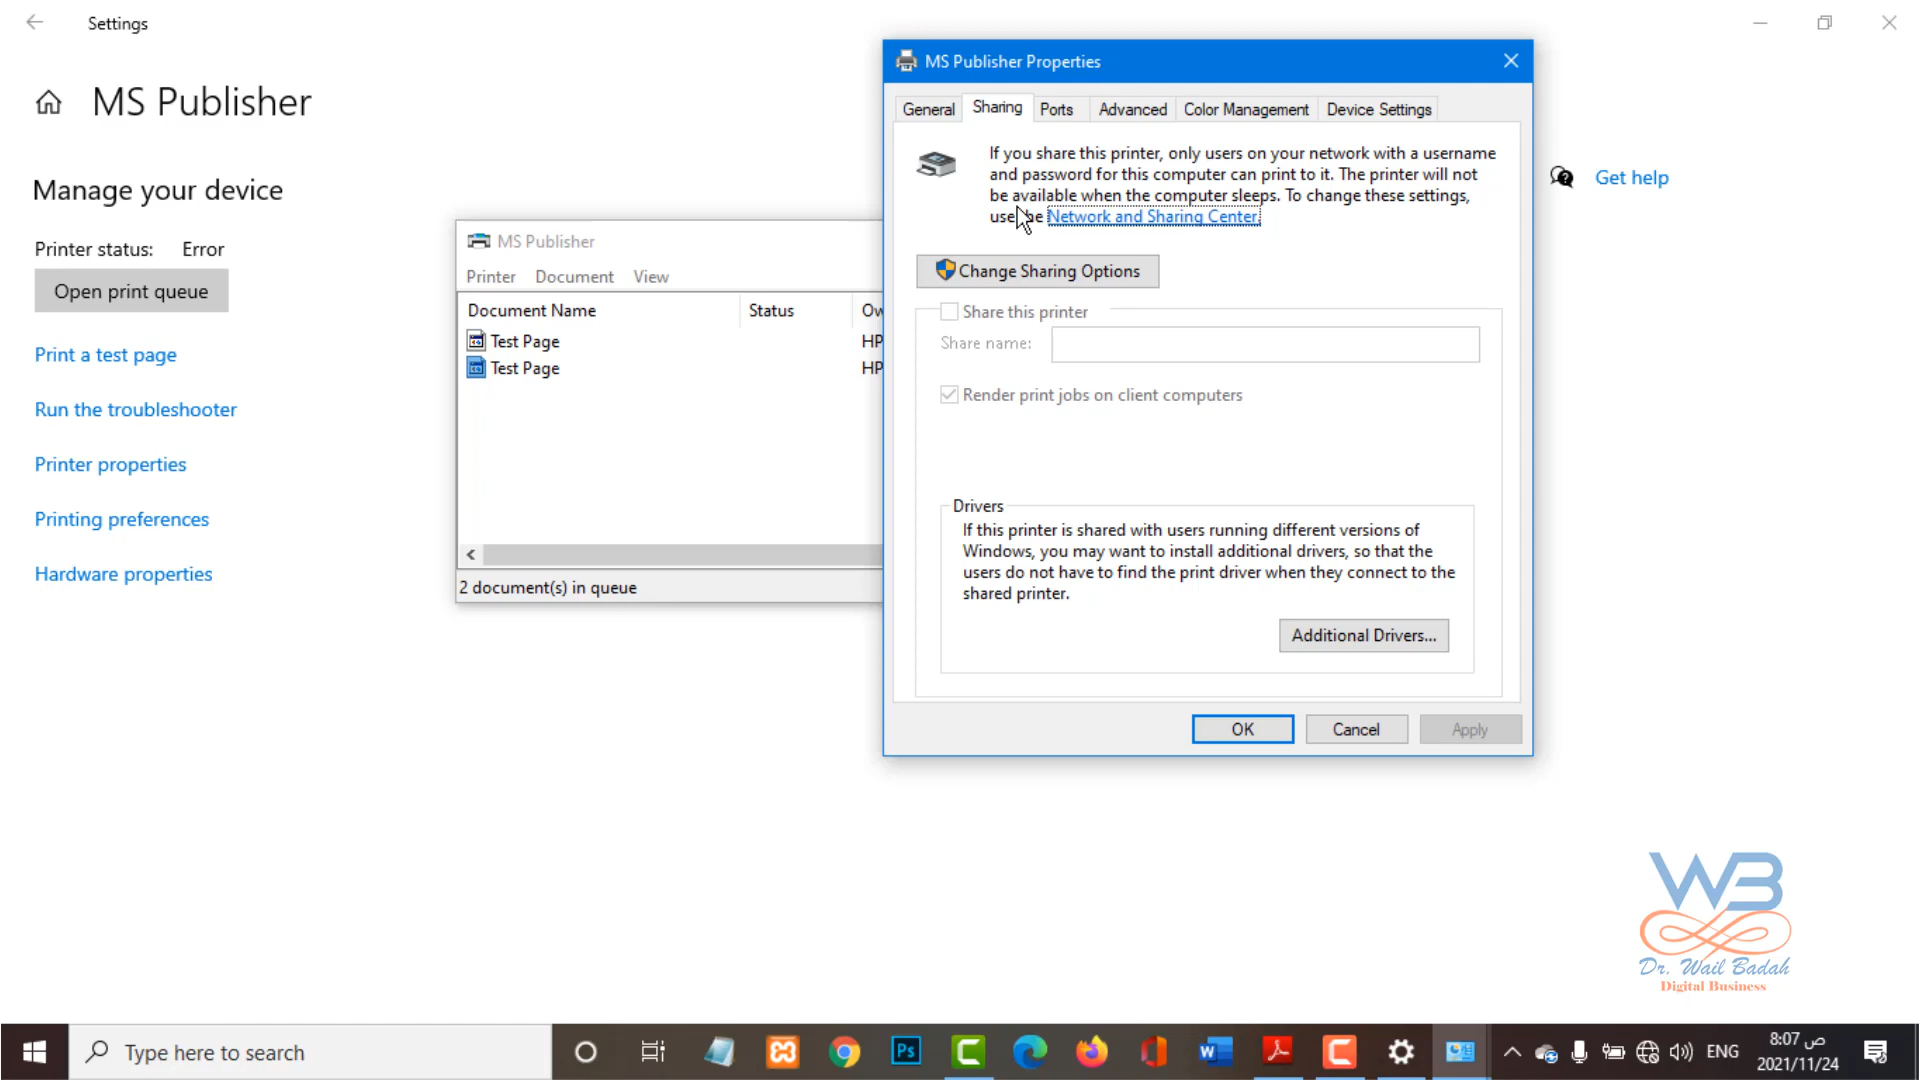 Settings
MS Publisher
Manage your device
Printer status: Error
Open print queue
Print a test page
Run the troubleshooter
Printer properties
Printing preferences
Hardware properties
MS Publisher
Printer Document View
Document Name Status Ow
Test Page HP
Test Page HP
2 document(s) in queue
MS Publisher Properties
General Sharing Ports Advanced Color Management Device Settings
If you share this printer, only users on your network with a username
and password for this computer can print to it. The printer will not
be available when the computer sleeps. To change these settings,
use the Network and Sharing Center.
Change Sharing Options
Share this printer
Share name:
Render print jobs on client computers
Drivers
If this printer is shared with users running different versions of
Windows, you may want to install additional drivers, so that the
users do not have to find the print driver when they connect to the
shared printer.
Additional Drivers...
OK Cancel Apply
Get help
WB
Dr. Wail Badah
Digital Business
Type here to search
Ps
ENG
8:07 ص
2021/11/24